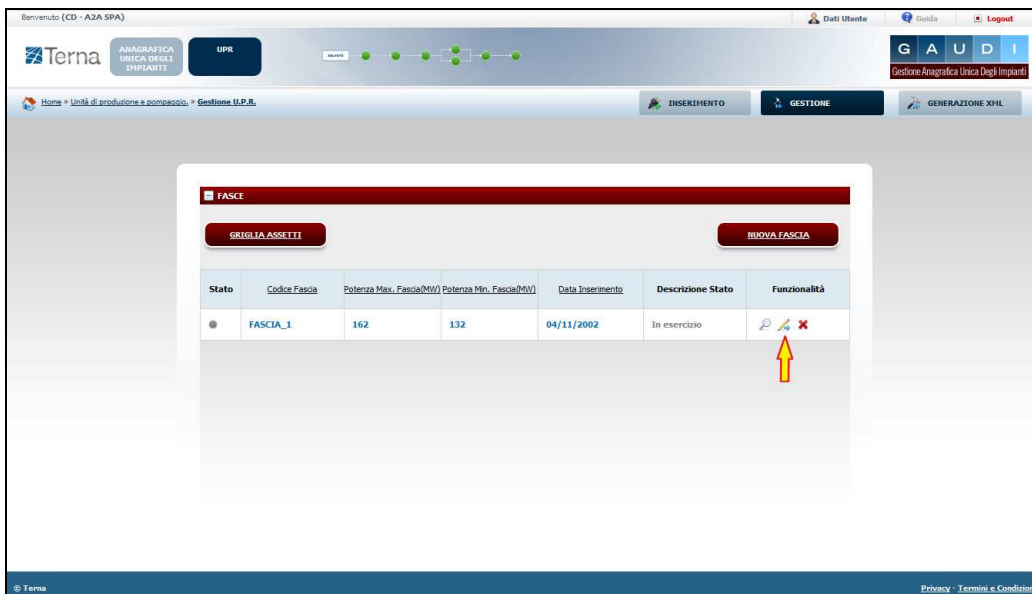 Benvenuto (CD - A2A SPA)
Dati Utente
Guida
Logout
Terna
ANAGRAFICA
UNICA DEGLI
IMPIANTI
UPR
G A U D I
Gestione Anagrafica Unica Degli Impianti
Home » Unità di produzione e pompaggio. » Gestione U.P.R.
INSERIMENTO
GESTIONE
GENERAZIONE XML
FASCE
GRIGLIA ASSETTI
NUOVA FASCIA
Stato Codice Fascia Potenza Max. Fascia(MW) Potenza Min. Fascia(MW) Data Inserimento Descrizione Stato Funzionalità
FASCIA_1 162 132 04/11/2002 In esercizio
© Terna
Privacy - Termini e Condizion